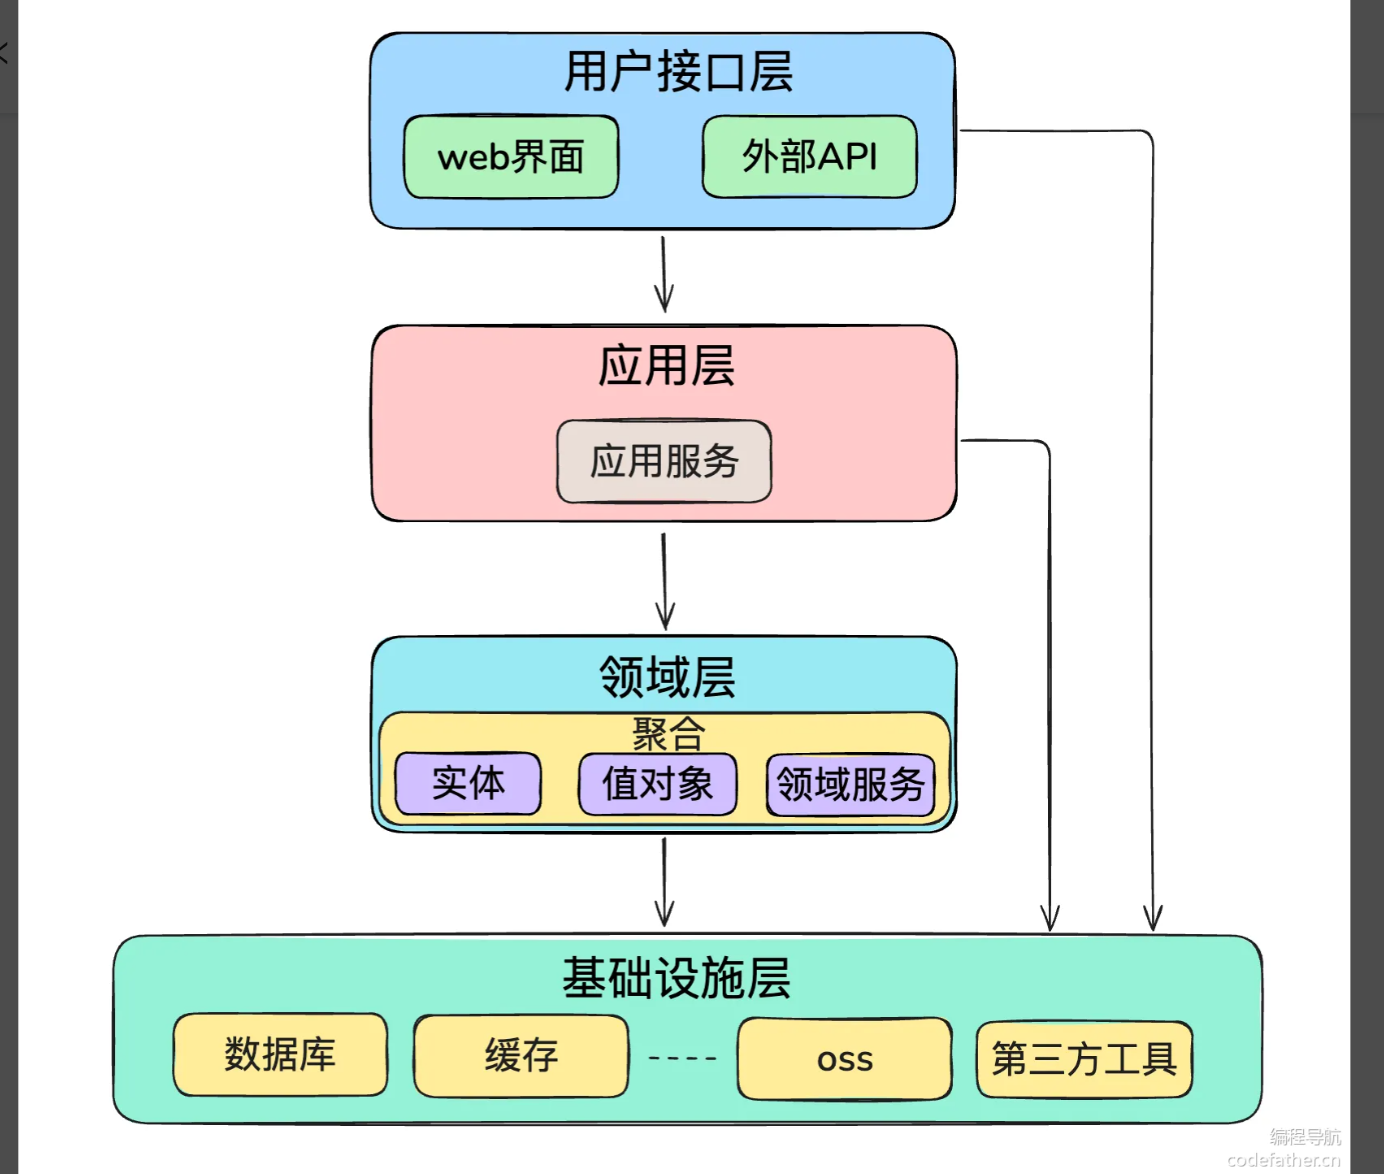 用户接口层
web界面
外部API
应用层
应用服务
领域层
聚合
实体
值对象
领域服务
基础设施层
数据库
缓存
oss
第三方工具
编程导航
codefather.cn